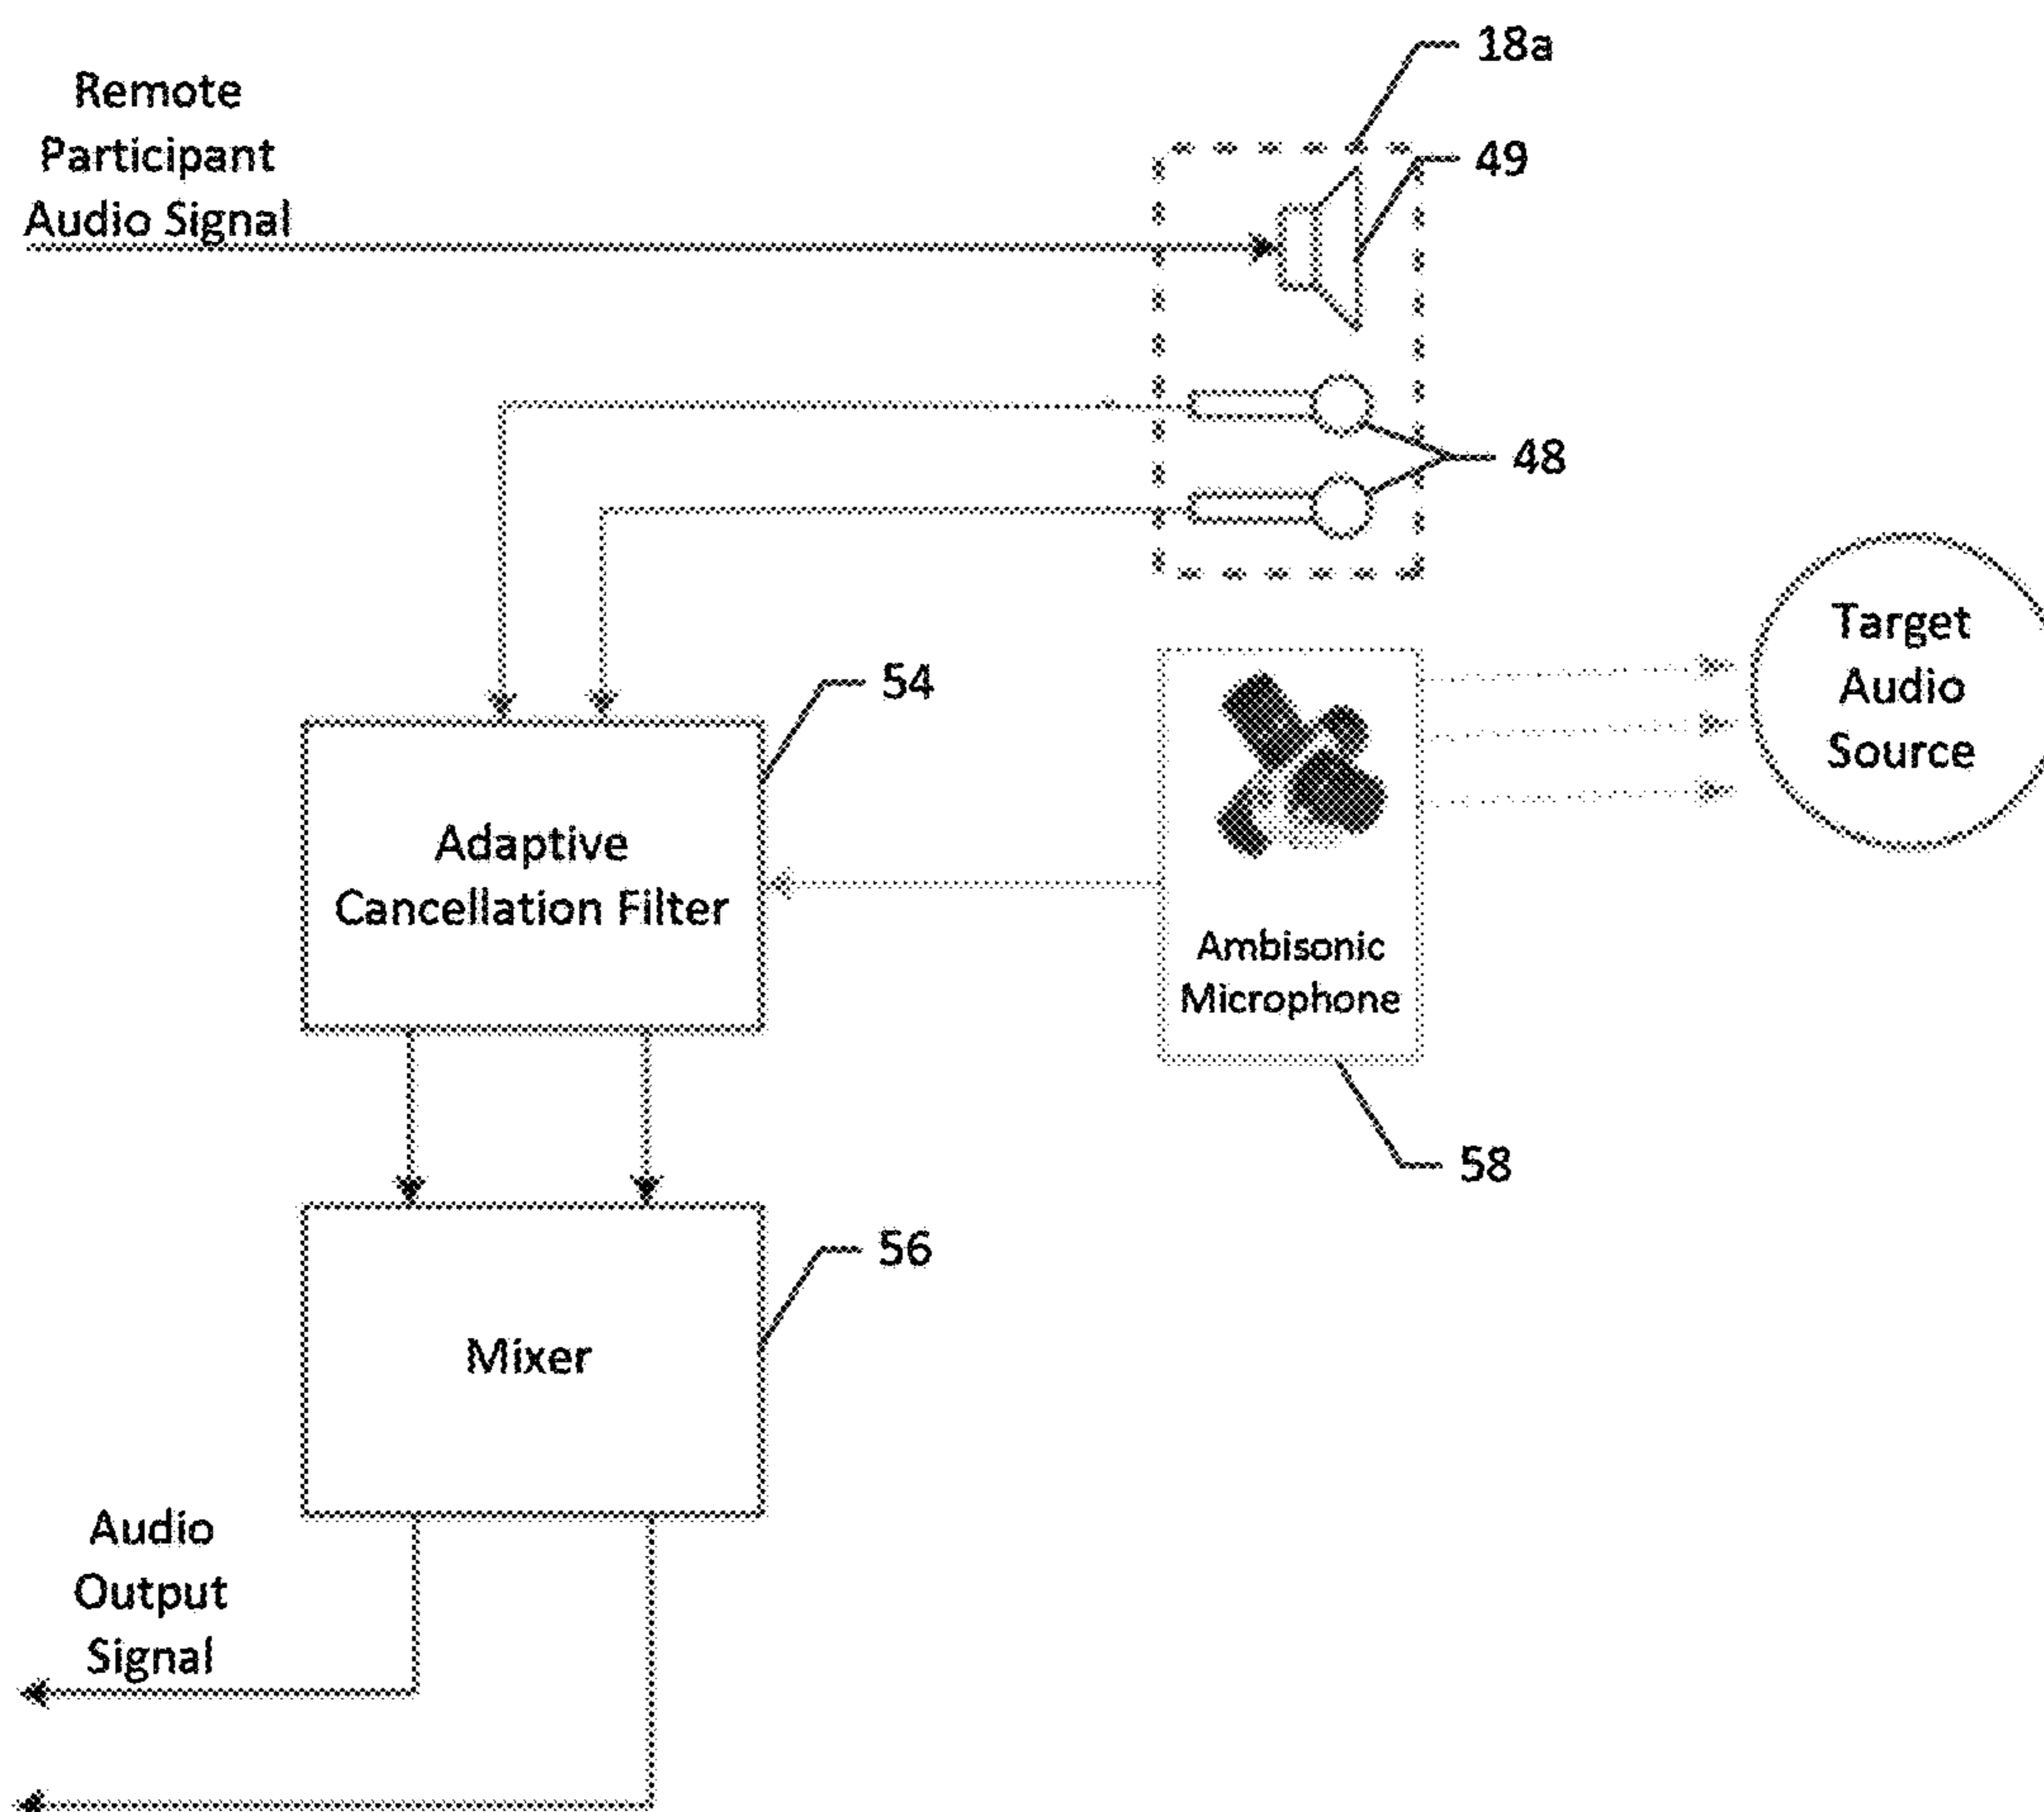 Remote
Participant
Audio Signal
18a
49
48
Target
Audio
Source
54
Adaptive
Cancellation Filter
Ambisonic
Microphone
58
56
Mixer
Audio
Output
Signal